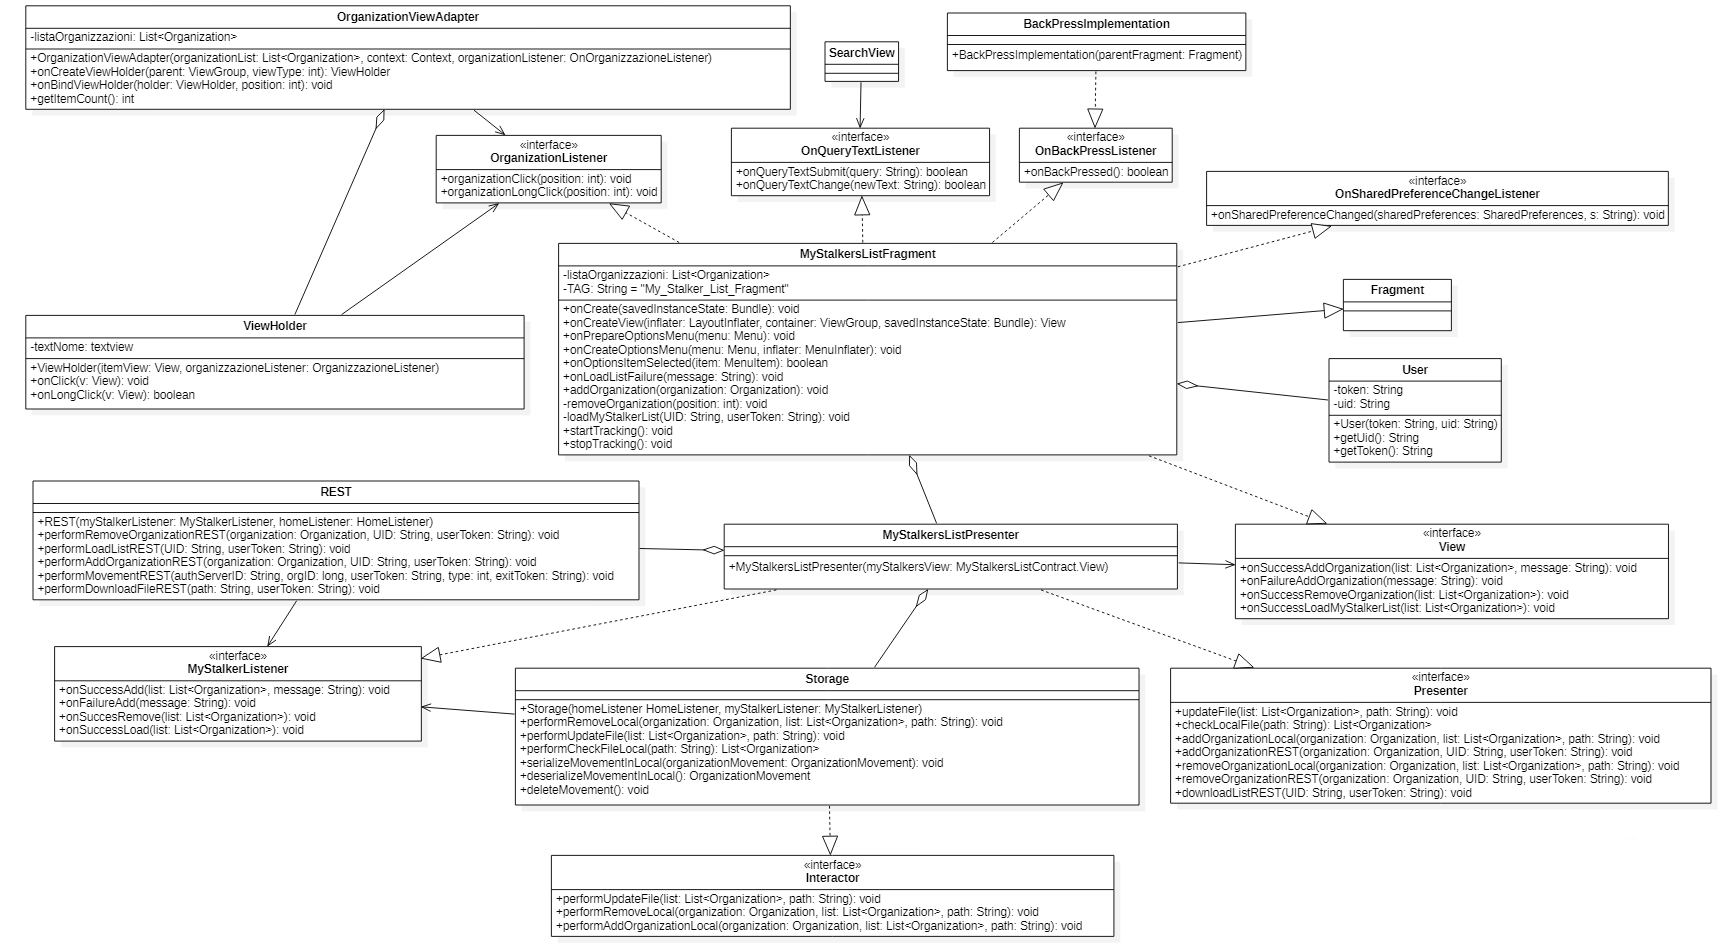 OrganizationViewAdapter
-listaOrganizzazioni: List<Organization>
+OrganizationViewAdapter(organizationList: List<Organization>, context: Context, organizationListener: OnOrganizzazioneListener)
+onCreateViewHolder(parent: ViewGroup, viewType: int): ViewHolder
+onBindViewHolder(holder: ViewHolder, position: int): void
+getItemCount(): int
SearchView
BackPressImplementation
+BackPressImplementation(parentFragment: Fragment)
«interface»
OrganizationListener
+organizationClick(position: int): void
+organizationLongClick(position: int): void
«interface»
OnQueryTextListener
+onQueryTextSubmit(query: String): boolean
+onQueryTextChange(newText: String): boolean
«interface»
OnBackPressListener
+onBackPressed(): boolean
«interface»
OnSharedPreferenceChangeListener
+onSharedPreferenceChanged(sharedPreferences: SharedPreferences, s: String): void
MyStalkersListFragment
-listaOrganizzazioni: List<Organization>
-TAG: String = "My_Stalker_List_Fragment"
+onCreate(savedInstanceState: Bundle): void
+onCreateView(inflater: LayoutInflater, container: ViewGroup, savedInstanceState: Bundle): View
+onPrepareOptionsMenu(menu: Menu): void
+onCreateOptionsMenu(menu: Menu, inflater: MenuInflater): void
+onOptionsItemSelected(item: MenuItem): boolean
+onLoadListFailure(message: String): void
+addOrganization(organization: Organization): void
-removeOrganization(position: int): void
-loadMyStalkerList(UID: String, userToken: String): void
+startTracking(): void
+stopTracking(): void
Fragment
ViewHolder
-textNome: textview
+ViewHolder(itemView: View, organizzazioneListener: OrganizzazioneListener)
+onClick(v: View): void
+onLongClick(v: View): boolean
User
-token: String
-uid: String
+User(token: String, uid: String)
+getUid(): String
+getToken(): String
REST
+REST(myStalkerListener: MyStalkerListener, homeListener: HomeListener)
+performRemoveOrganizationREST(organization: Organization, UID: String, userToken: String): void
+performLoadListREST(UID: String, userToken: String): void
+performAddOrganizationREST(organization: Organization, UID: String, userToken: String): void
+performMovementREST(authServerID: String, orgID: long, userToken: String, type: int, exitToken: String): void
+performDownloadFileREST(path: String, userToken: String): void
MyStalkersListPresenter
+MyStalkersListPresenter(myStalkersView: MyStalkersListContract.View)
«interface»
View
+onSuccessAddOrganization(list: List<Organization>, message: String): void
+onFailureAddOrganization(message: String): void
+onSuccessRemoveOrganization(list: List<Organization>): void
+onSuccessLoadMyStalkerList(list: List<Organization>): void
«interface»
MyStalkerListener
+onSuccessAdd(list: List<Organization>, message: String): void
+onFailureAdd(message: String): void
+onSuccesRemove(list: List<Organization>): void
+onSuccessLoad(list: List<Organization>): void
Storage
+Storage(homeListener HomeListener, myStalkerListener: MyStalkerListener)
+performRemoveLocal(organization: Organization, list: List<Organization>, path: String): void
+performUpdateFile(list: List<Organization>, path: String): void
+performCheckFileLocal(path: String): List<Organization>
+serializeMovementInLocal(organizationMovement: OrganizationMovement): void
+deserializeMovementInLocal(): OrganizationMovement
+deleteMovement(): void
«interface»
Presenter
+updateFile(list: List<Organization>, path: String): void
+checkLocalFile(path: String): List<Organization>
+addOrganizationLocal(organization: Organization, list: List<Organization>, path: String): void
+addOrganizationREST(organization: Organization, UID: String, userToken: String): void
+removeOrganizationLocal(organization: Organization, list: List<Organization>, path: String): void
+removeOrganizationREST(organization: Organization, UID: String, userToken: String): void
+downloadListREST(UID: String, userToken: String): void
«interface»
Interactor
+performUpdateFile(list: List<Organization>, path: String): void
+performRemoveLocal(organization: Organization, list: List<Organization>, path: String): void
+performAddOrganizationLocal(organization: Organization, list: List<Organization>, path: String): void